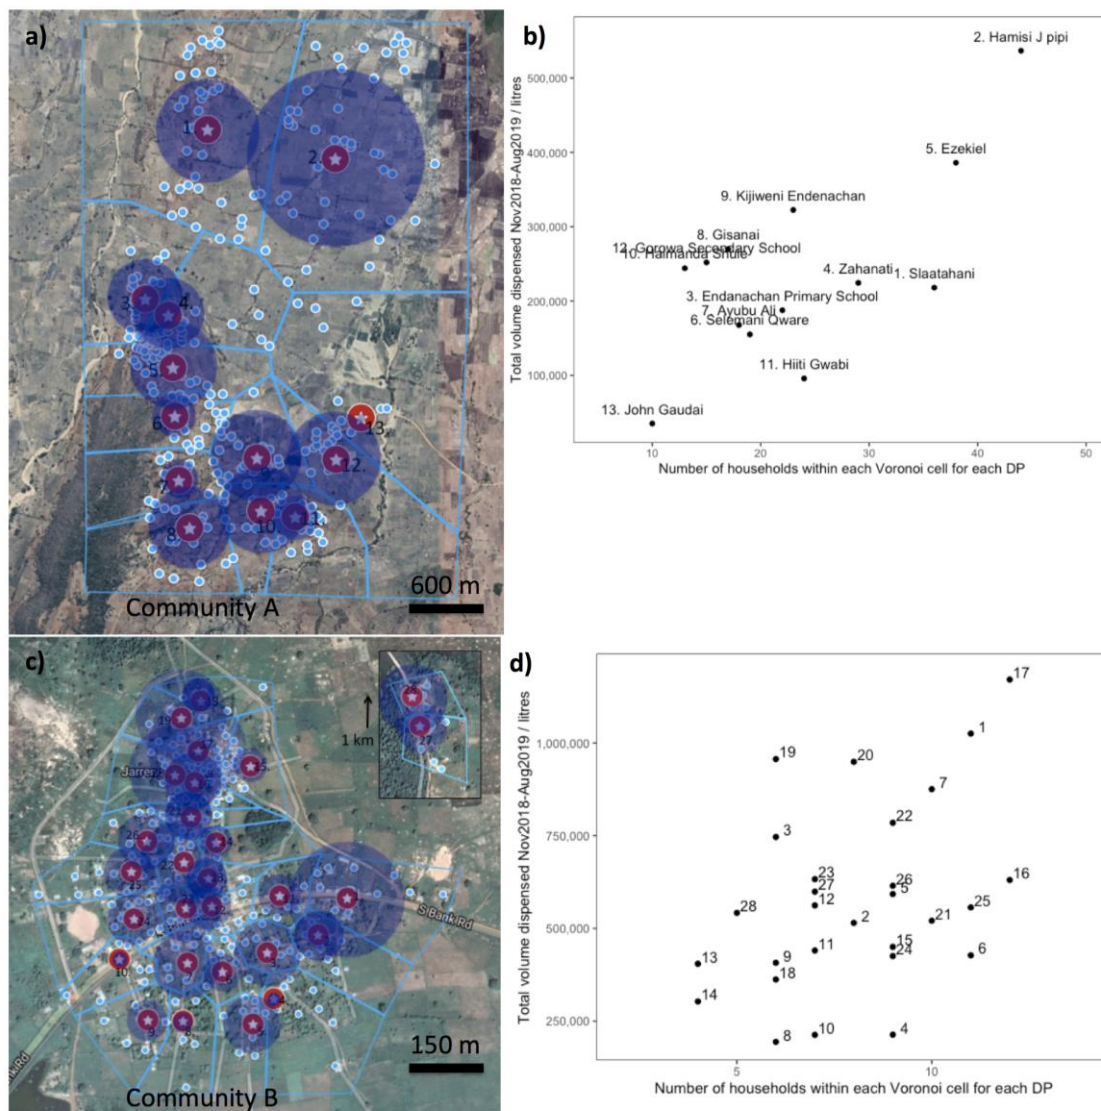 a)
1.
2.
3.
4.
5.
6.
7.
8.
10.
11.
12.
13.
600 m
Community A
b)
Total volume dispensed Nov2018-Aug2019 / litres
500,000
400,000
300,000
200,000
100,000
2. Hamisi J pipi
5. Ezekiel
9. Kijiweni Endenachan
8. Gisanai
12. Gorowa Secondary School
10. Haimanda Shule
4. Zahanati
1. Slaatahani
3. Endanachan Primary School
7. Ayubu Ali
6. Selemani Qware
11. Hiiti Gwabi
13. John Gaudai
10 20 30 40 50
Number of households within each Voronoi cell for each DP
c)
1 km
27
19
26
22
25
10.
S Bank Rd
150 m
Community B
d)
Total volume dispensed Nov2018-Aug2019 / litres
1,000,000
750,000
500,000
250,000
17
1
19
20
7
22
3
23
27
12
26
5
16
28
2
21
25
13
9
11
15
24
6
18
14
8
10
4
5 10
Number of households within each Voronoi cell for each DP